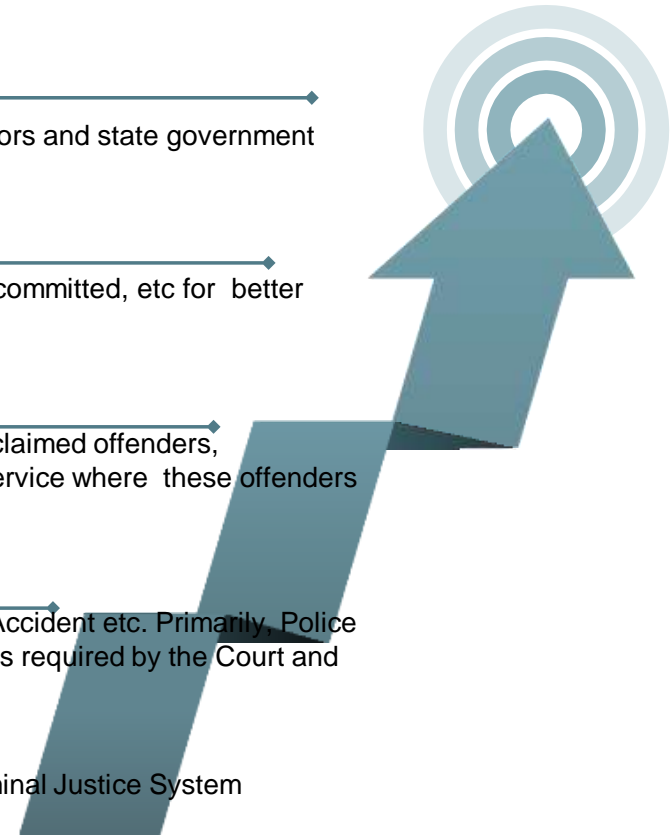 ors and state government
committed, etc for better
claimed offenders,
ervice where these offenders
Accident etc. Primarily, Police
s required by the Court and
inal Justice System